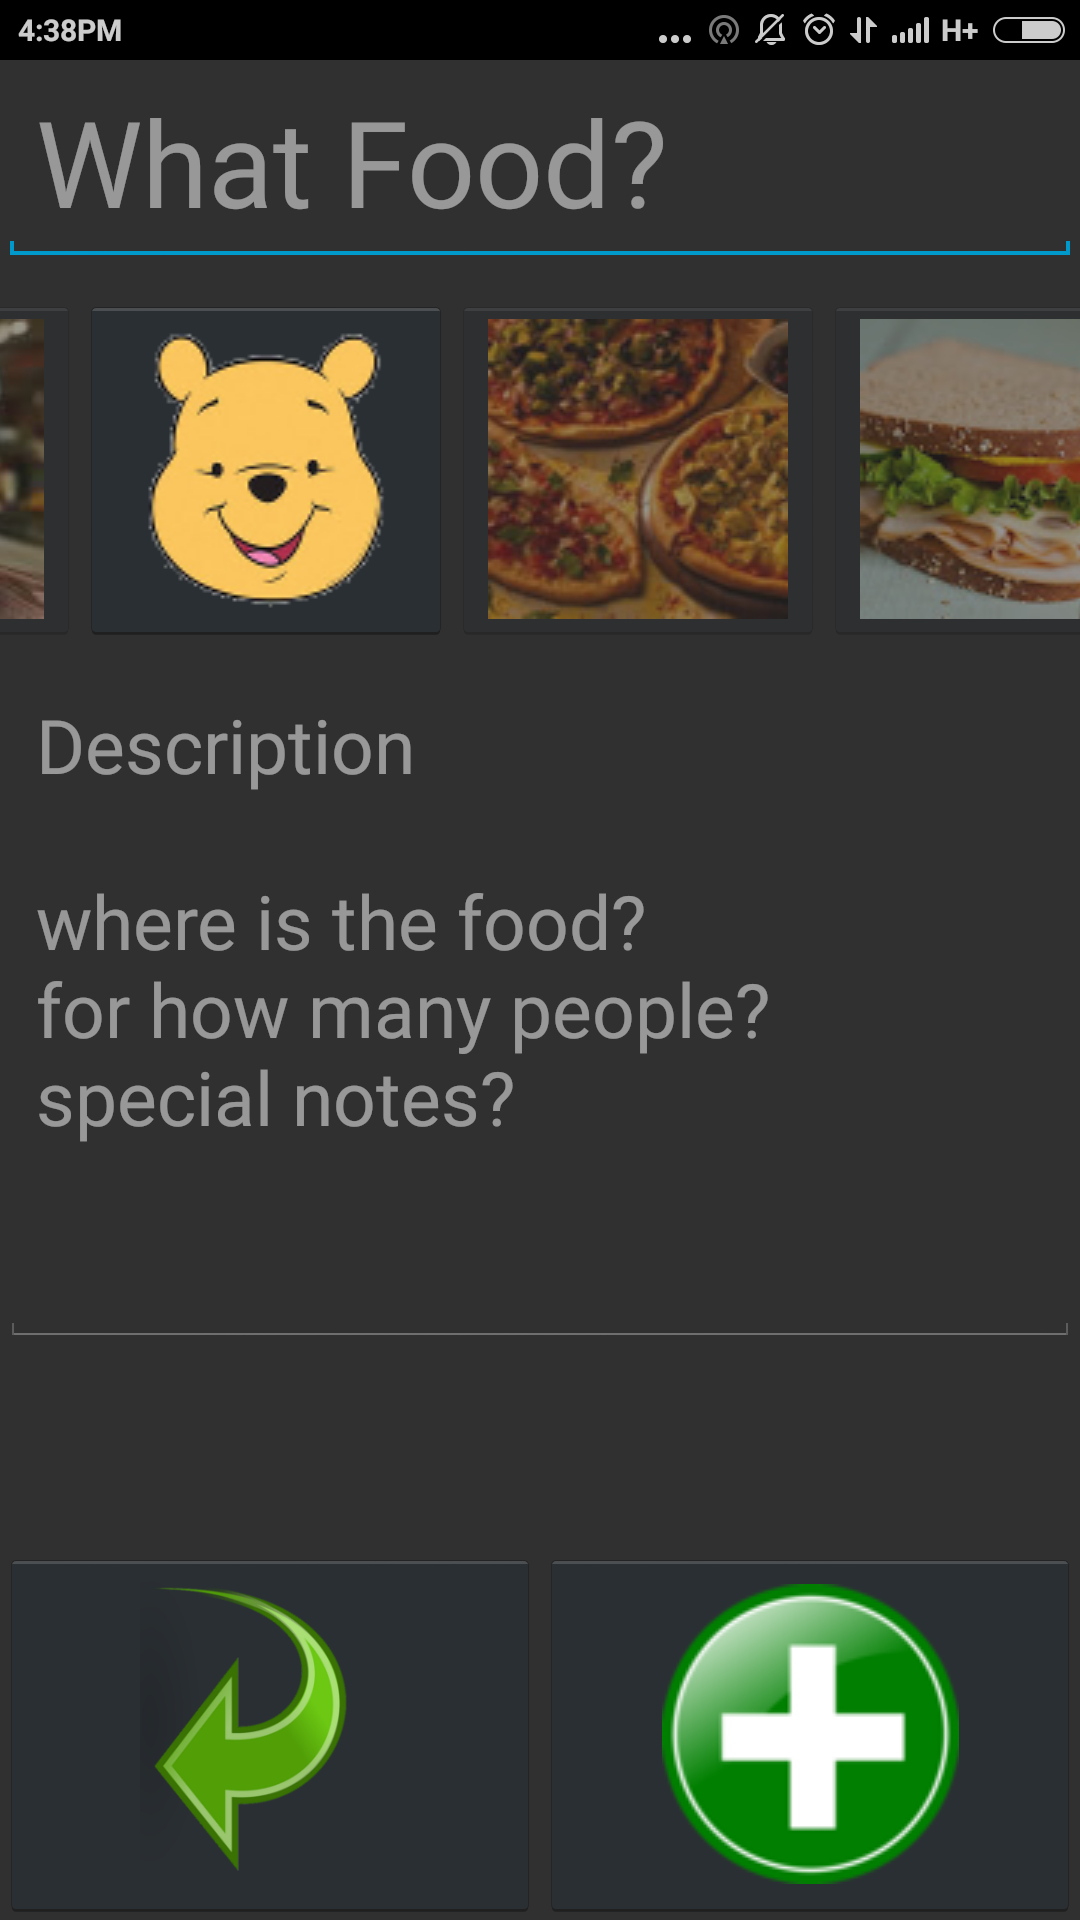 4:38PM
H+
What Food?
Description
where is the food?
for how many people?
special notes?